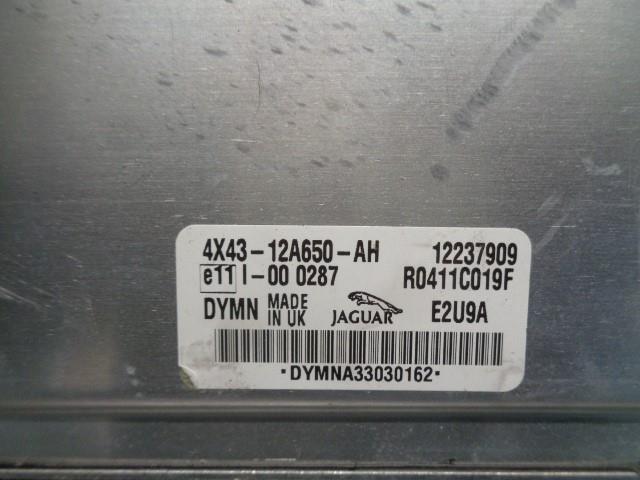 4X43-12A650-AH 12237909
e11 I-00 0287 R0411C019F
DYMN MADE IN UK JAGUAR E2U9A
·DYMNA33030162·